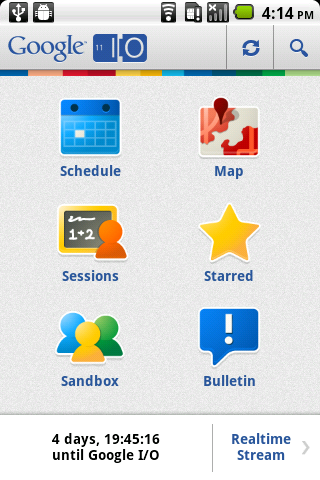 4:14 PM
Google 11 IO
Schedule
Map
1+2
Sessions
Starred
Sandbox
!
Bulletin
4 days, 19:45:16
until Google I/O
Realtime
Stream